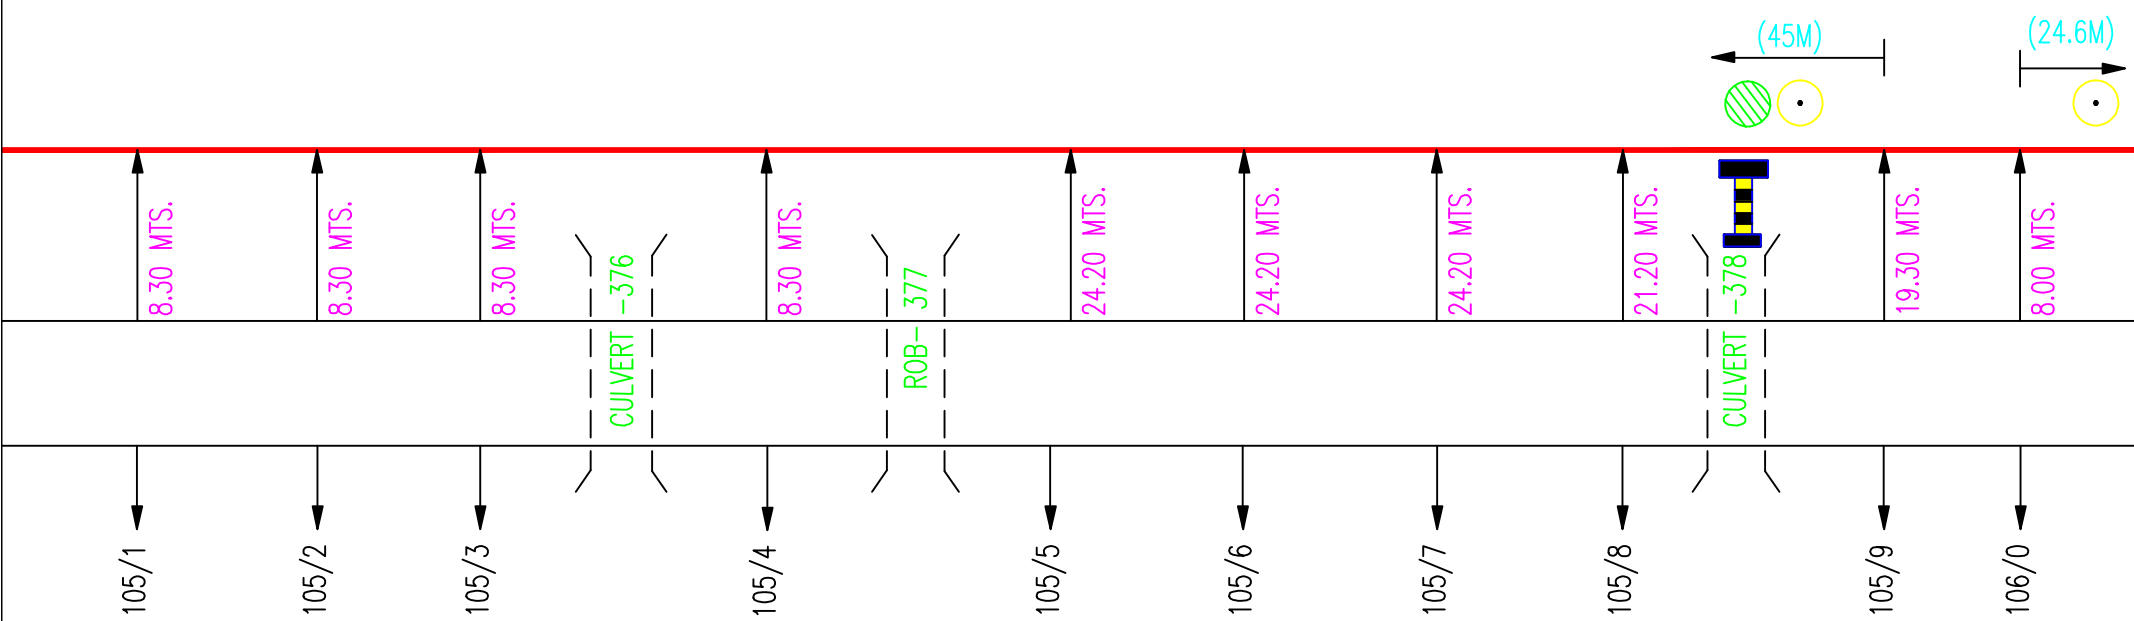 (45M)
(24.6M)
8.30 MTS.
8.30 MTS.
8.30 MTS.
8.30 MTS.
24.20 MTS.
24.20 MTS.
24.20 MTS.
21.20 MTS.
19.30 MTS.
8.00 MTS.
CULVERT -376
ROB- 377
CULVERT -378
105/1
105/2
105/3
105/4
105/5
105/6
105/7
105/8
105/9
106/0